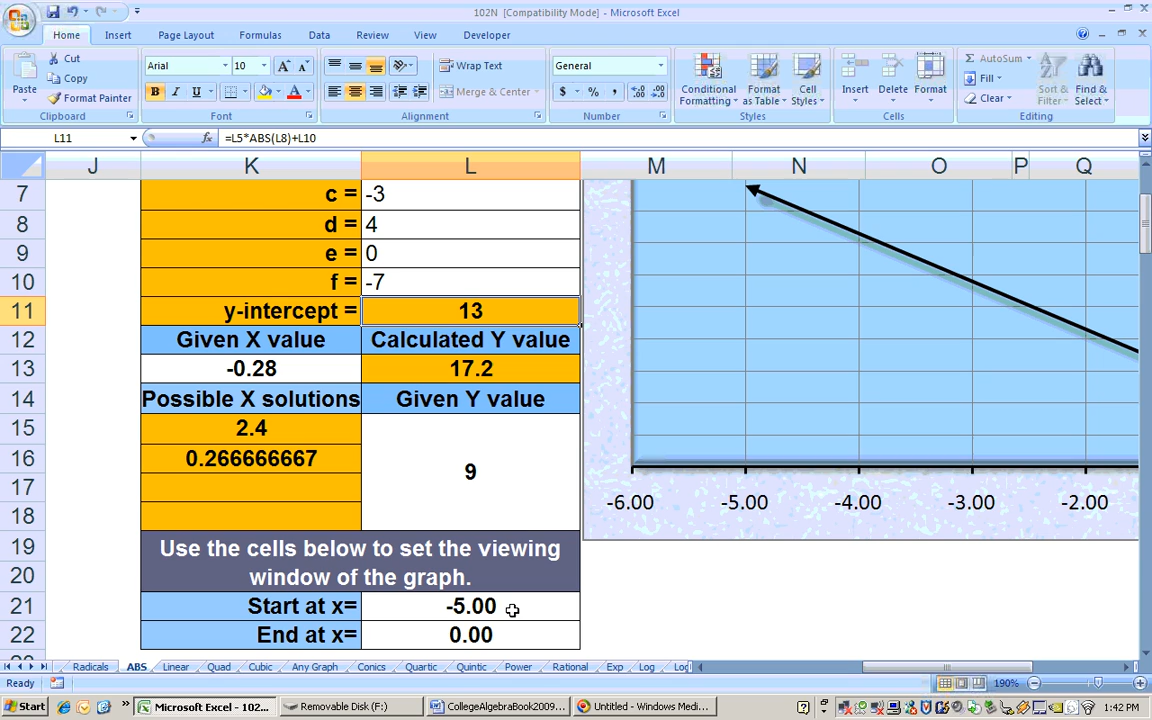 102N [Compatibility Mode] - Microsoft Excel
Home Insert Page Layout Formulas Data Review View Developer
Paste Cut Copy Format Painter Clipboard
Arial 10 B I U Font
Wrap Text Merge & Center Alignment
General $ % , Number
Conditional Formatting Format as Table Cell Styles Styles
Insert Delete Format Cells
Σ AutoSum Fill Clear Sort & Filter Find & Select Editing
L11 fx =L5*ABS(L8)+L10
J K L M N O P Q
7 c = -3
8 d = 4
9 e = 0
10 f = -7
11 y-intercept = 13
12 Given X value Calculated Y value
13 -0.28 17.2
14 Possible X solutions Given Y value
15 2.4
16 0.266666667 9
17
18
19 Use the cells below to set the viewing
20 window of the graph.
21 Start at x= -5.00
22 End at x= 0.00
-6.00 -5.00 -4.00 -3.00 -2.00
Radicals ABS Linear Quad Cubic Any Graph Conics Quartic Quintic Power Rational Exp Log Log
Ready 190%
Start Microsoft Excel - 102... Removable Disk (F:) CollegeAlgebraBook2009... Untitled - Windows Medi... 1:42 PM